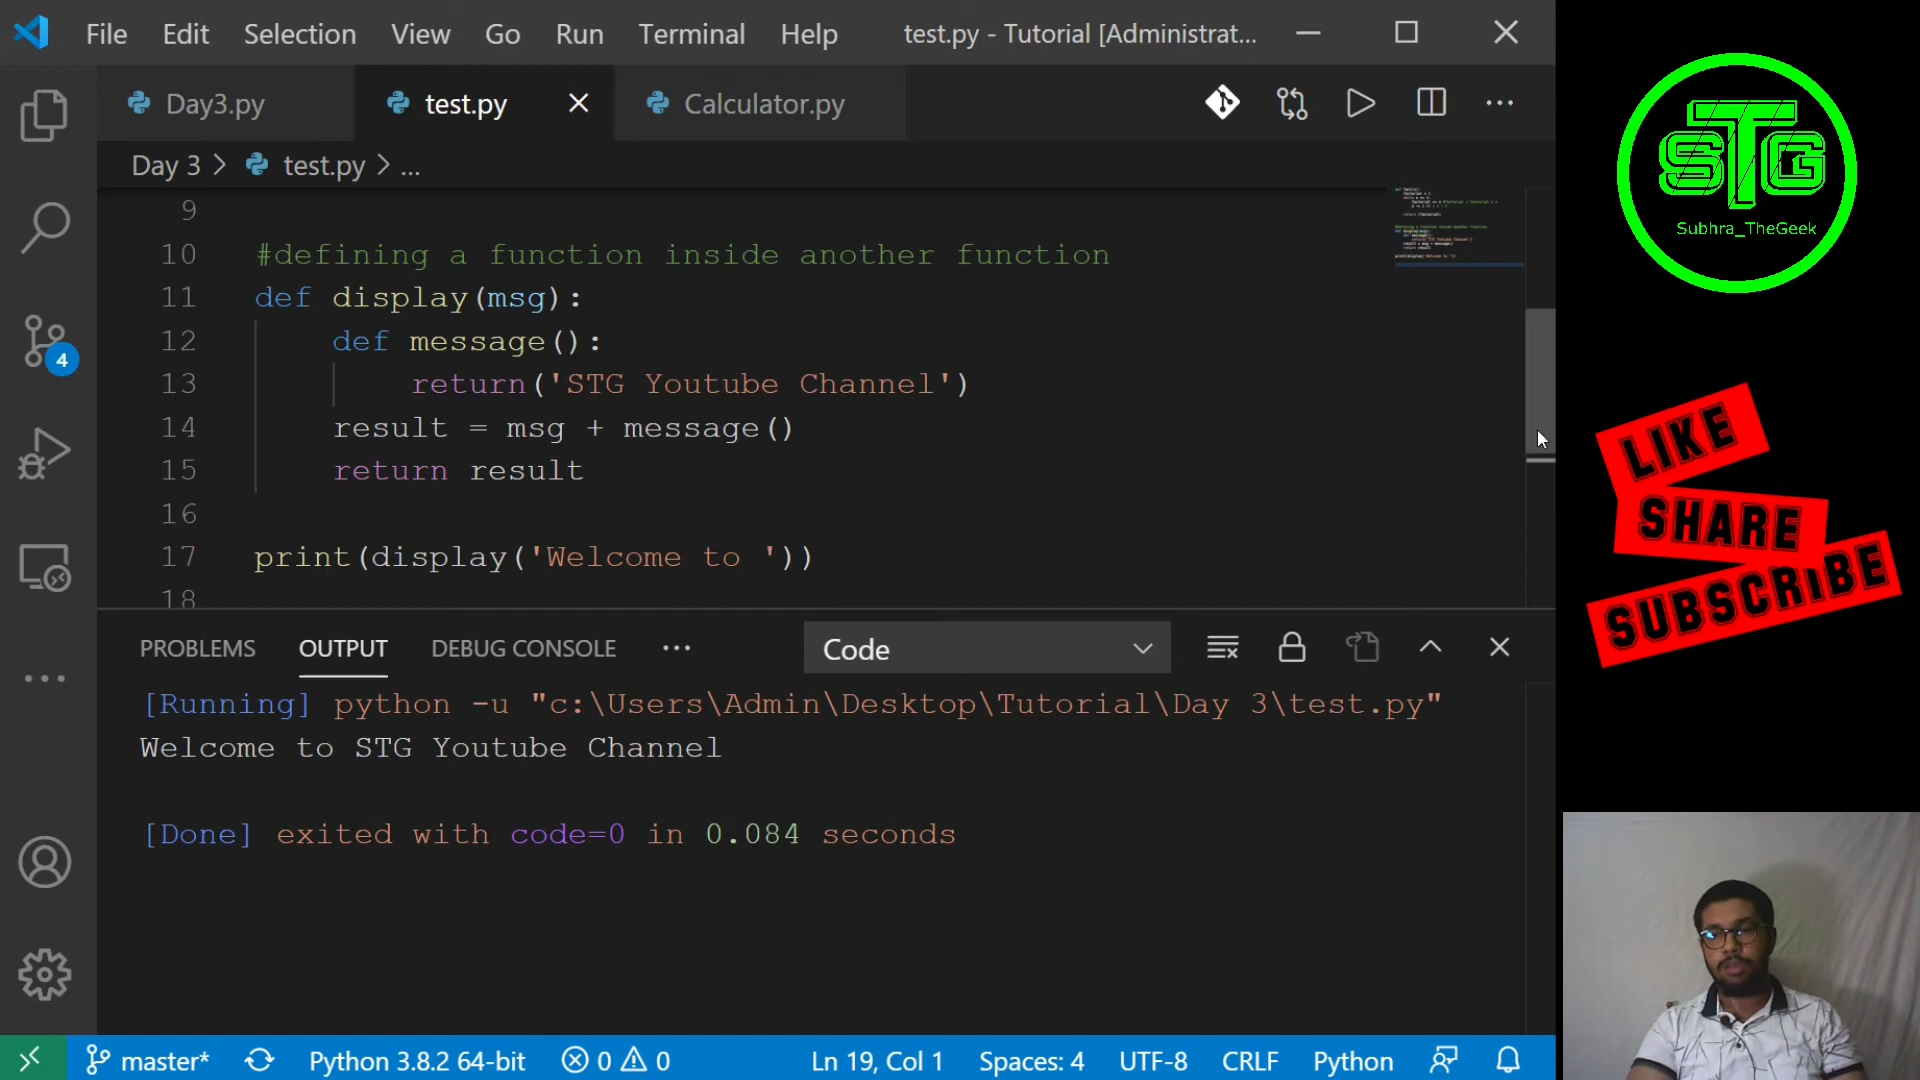 File Edit Selection View Go Run Terminal Help test.py - Tutorial [Administrat...
Day3.py test.py Calculator.py
Day 3 > test.py > ...
9
10 #defining a function inside another function
11 def display(msg):
12 def message():
13 return('STG Youtube Channel')
14 result = msg + message()
15 return result
16
17 print(display('Welcome to '))
18
PROBLEMS OUTPUT DEBUG CONSOLE ... Code
[Running] python -u "c:\Users\Admin\Desktop\Tutorial\Day 3\test.py"
Welcome to STG Youtube Channel
[Done] exited with code=0 in 0.084 seconds
4
master* Python 3.8.2 64-bit 0 0 Ln 19, Col 1 Spaces: 4 UTF-8 CRLF Python
STG
Subhra_TheGeek
LIKE
SHARE
SUBSCRIBE